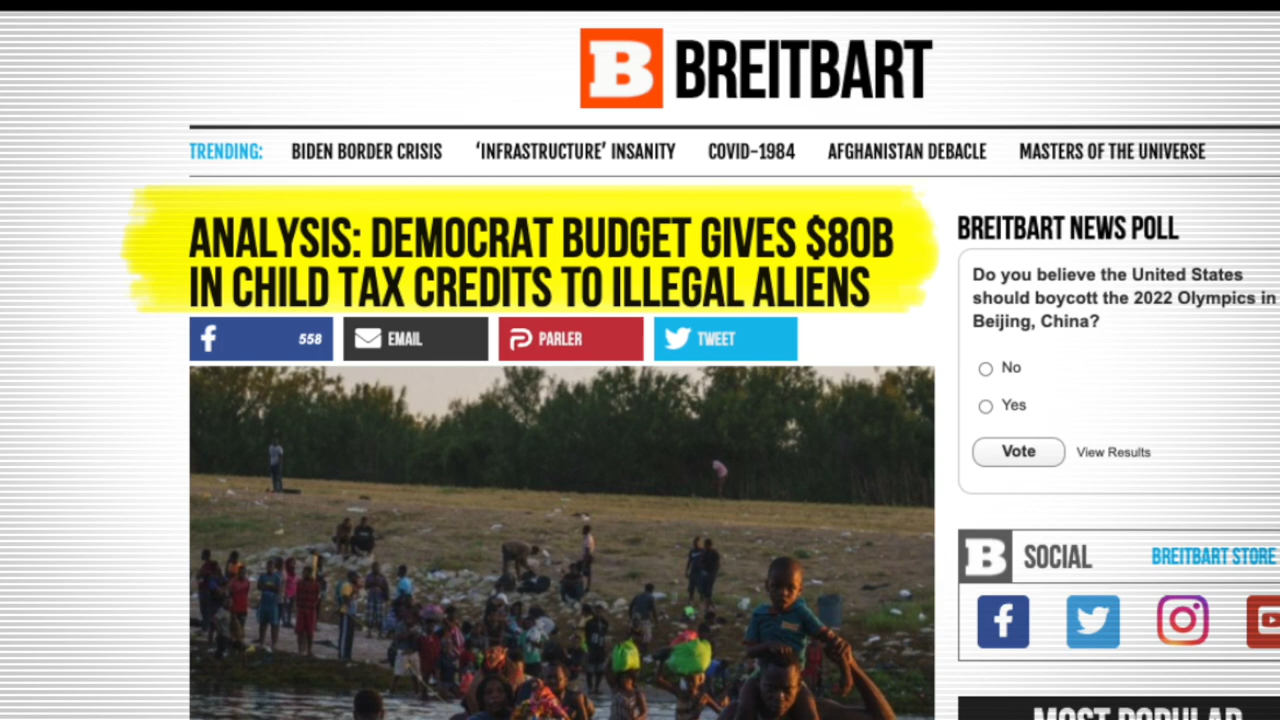 B BREITBART
TRENDING: BIDEN BORDER CRISIS 'INFRASTRUCTURE' INSANITY COVID-1984 AFGHANISTAN DEBACLE MASTERS OF THE UNIVERSE
ANALYSIS: DEMOCRAT BUDGET GIVES $80B
IN CHILD TAX CREDITS TO ILLEGAL ALIENS
558 EMAIL PARLER TWEET
BREITBART NEWS POLL
Do you believe the United States
should boycott the 2022 Olympics in
Beijing, China?
No
Yes
Vote View Results
B SOCIAL BREITBART STORE
MOST POPULAR